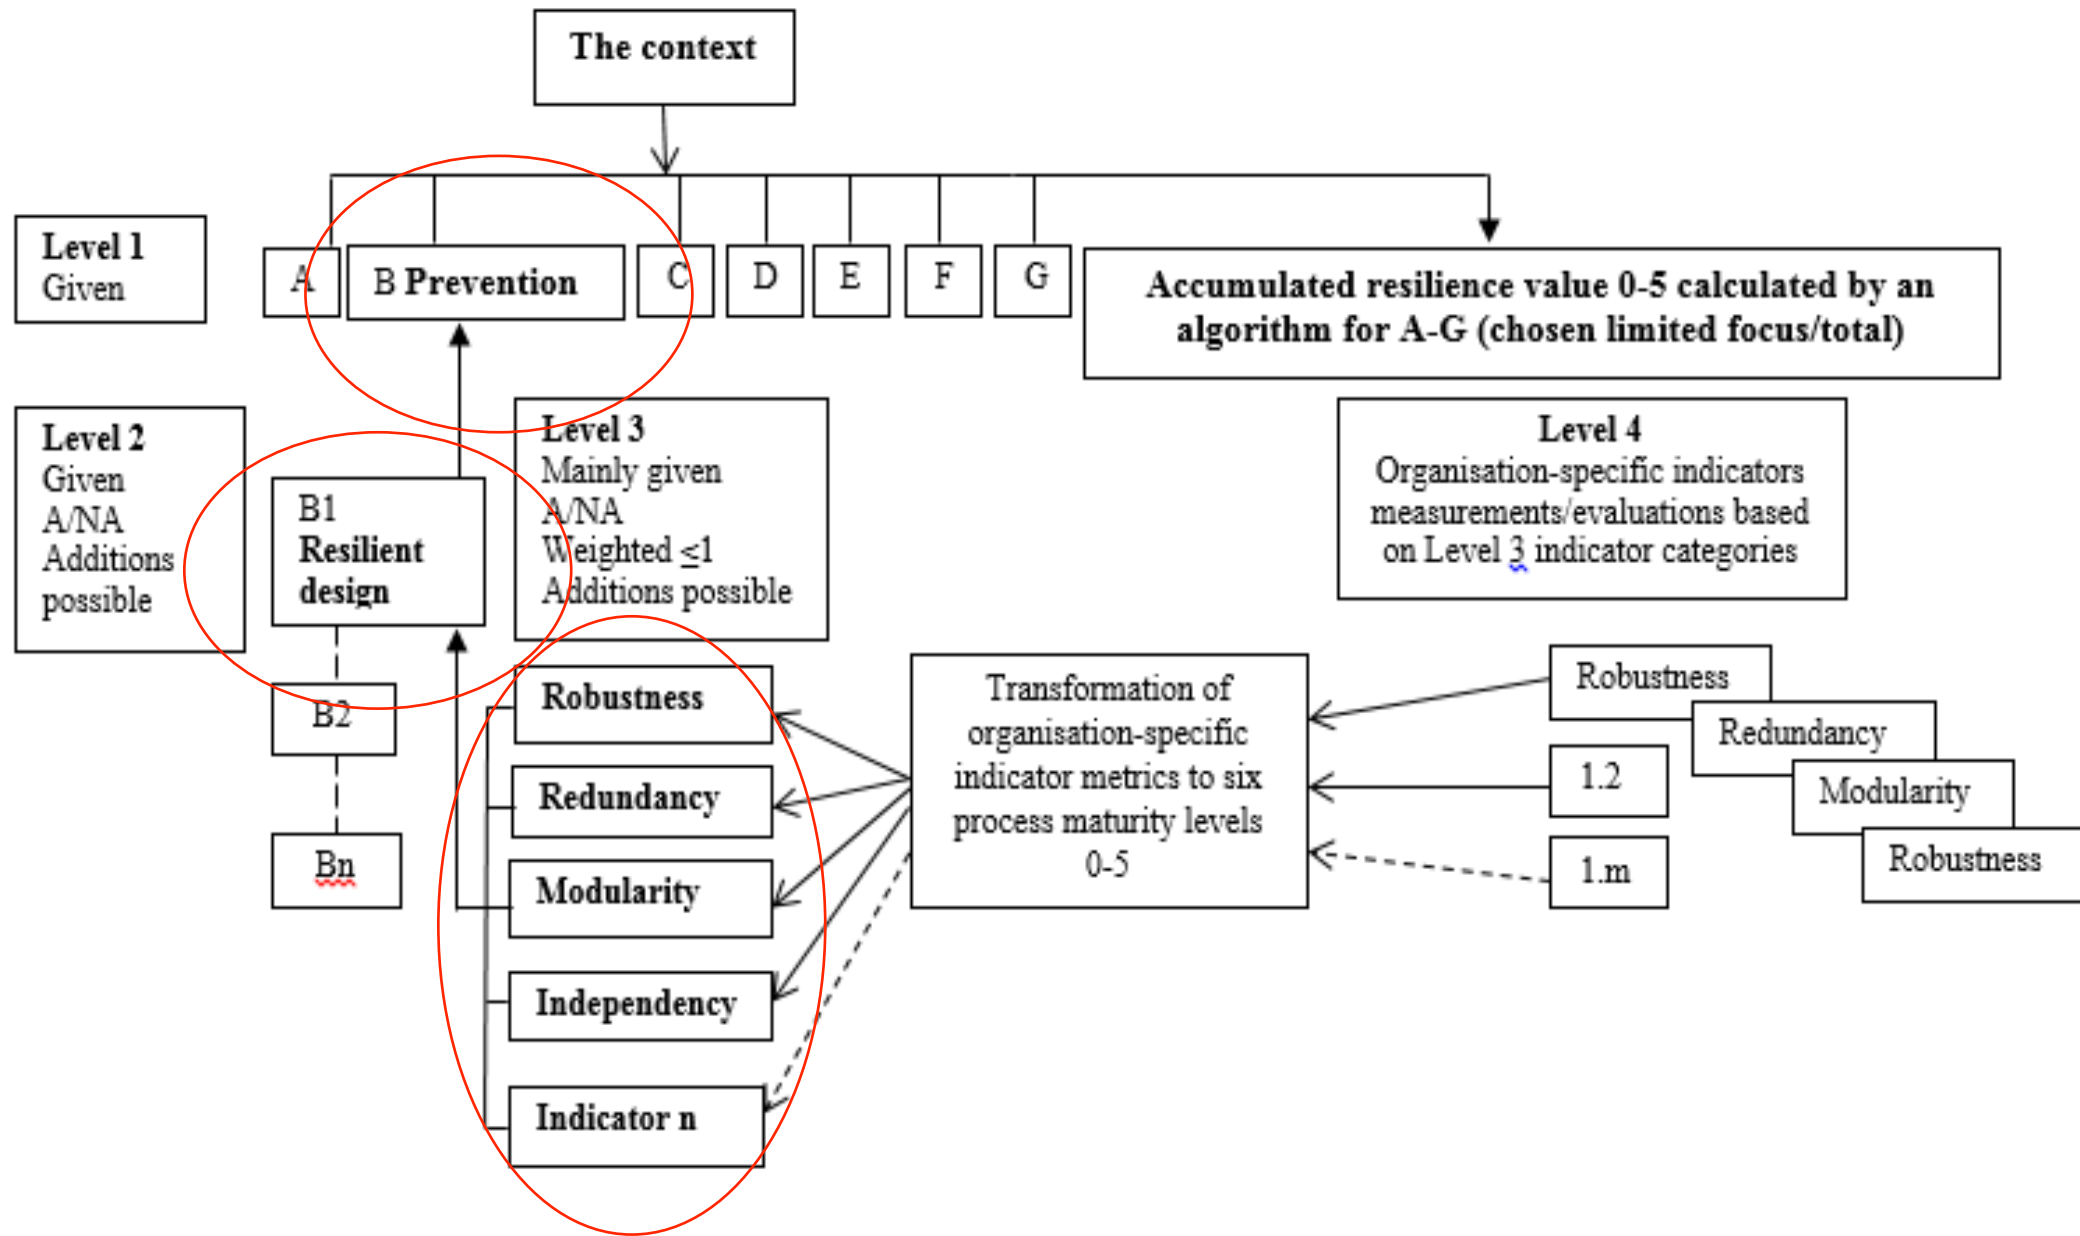 The context
Level 1
Given
A
B Prevention
C
D
E
F
G
Accumulated resilience value 0-5 calculated by an
algorithm for A-G (chosen limited focus/total)
Level 2
Given
A/NA
Additions
possible
B1
Resilient
design
B2
Bn
Level 3
Mainly given
A/NA
Weighted ≤1
Additions possible
Level 4
Organisation-specific indicators
measurements/evaluations based
on Level 3 indicator categories
Robustness
Redundancy
Modularity
Independency
Indicator n
Transformation of
organisation-specific
indicator metrics to six
process maturity levels
0-5
Robustness
Redundancy
1.2
Modularity
1.m
Robustness